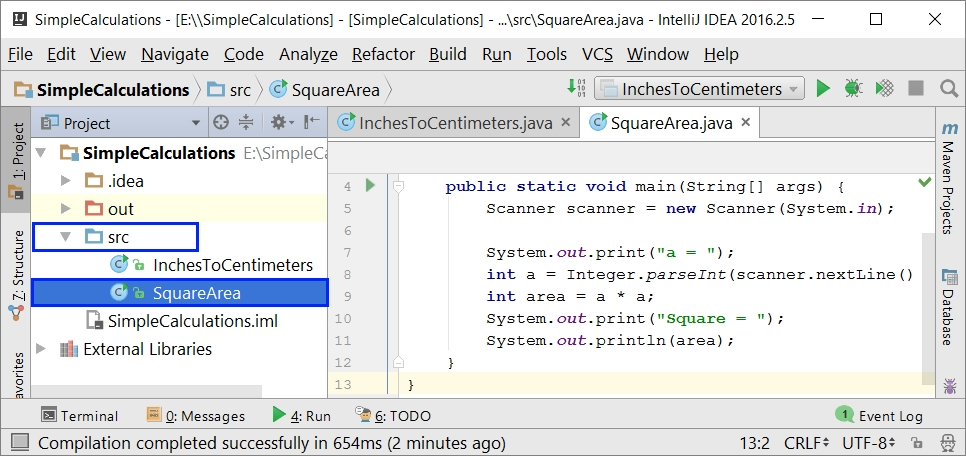 SimpleCalculations - [E:\\SimpleCalculations] - [SimpleCalculations] - ...\src\SquareArea.java - IntelliJ IDEA 2016.2.5
File Edit View Navigate Code Analyze Refactor Build Run Tools VCS Window Help
SimpleCalculations src SquareArea InchesToCentimeters
1: Project
Z: Structure
avorites
Project
SimpleCalculations E:\SimpleCa
.idea
out
src
InchesToCentimeters
SquareArea
SimpleCalculations.iml
External Libraries
InchesToCentimeters.java SquareArea.java
4 public static void main(String[] args) {
5 Scanner scanner = new Scanner(System.in);
6
7 System.out.print("a = ");
8 int a = Integer.parseInt(scanner.nextLine()
9 int area = a * a;
10 System.out.print("Square = ");
11 System.out.println(area);
12 }
13 }
Maven Projects
Database
Terminal 0: Messages 4: Run 6: TODO 1 Event Log
Compilation completed successfully in 654ms (2 minutes ago) 13:2 CRLF UTF-8